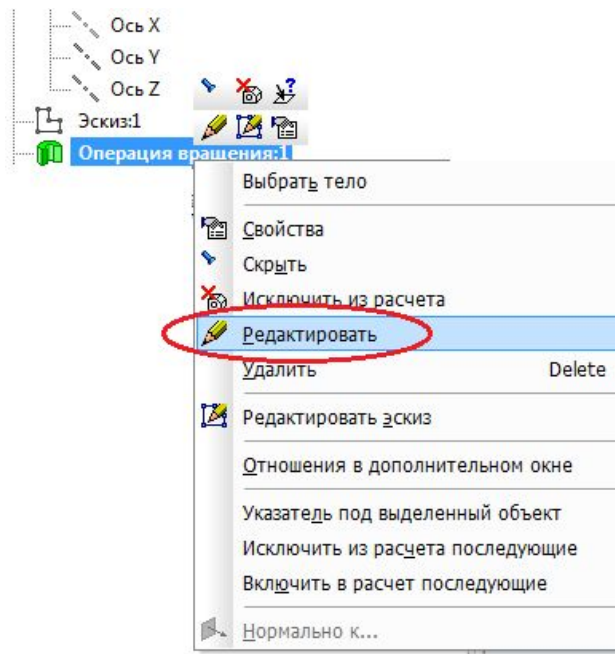 Ось X
Ось Y
Ось Z
Эскиз:1
Операция вращения:1
Выбрать тело
Свойства
Скрыть
Исключить из расчета
Редактировать
Удалить Delete
Редактировать эскиз
Отношения в дополнительном окне
Указатель под выделенный объект
Исключить из расчета последующие
Включить в расчет последующие
Нормально к...